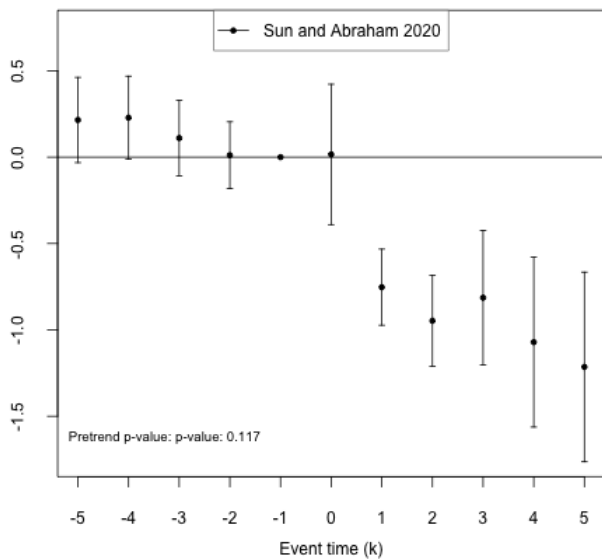 Sun and Abraham 2020
0.5
0.0
-0.5
-1.0
-1.5
Pretrend p-value: p-value: 0.117
-5 -4 -3 -2 -1 0 1 2 3 4 5
Event time (k)